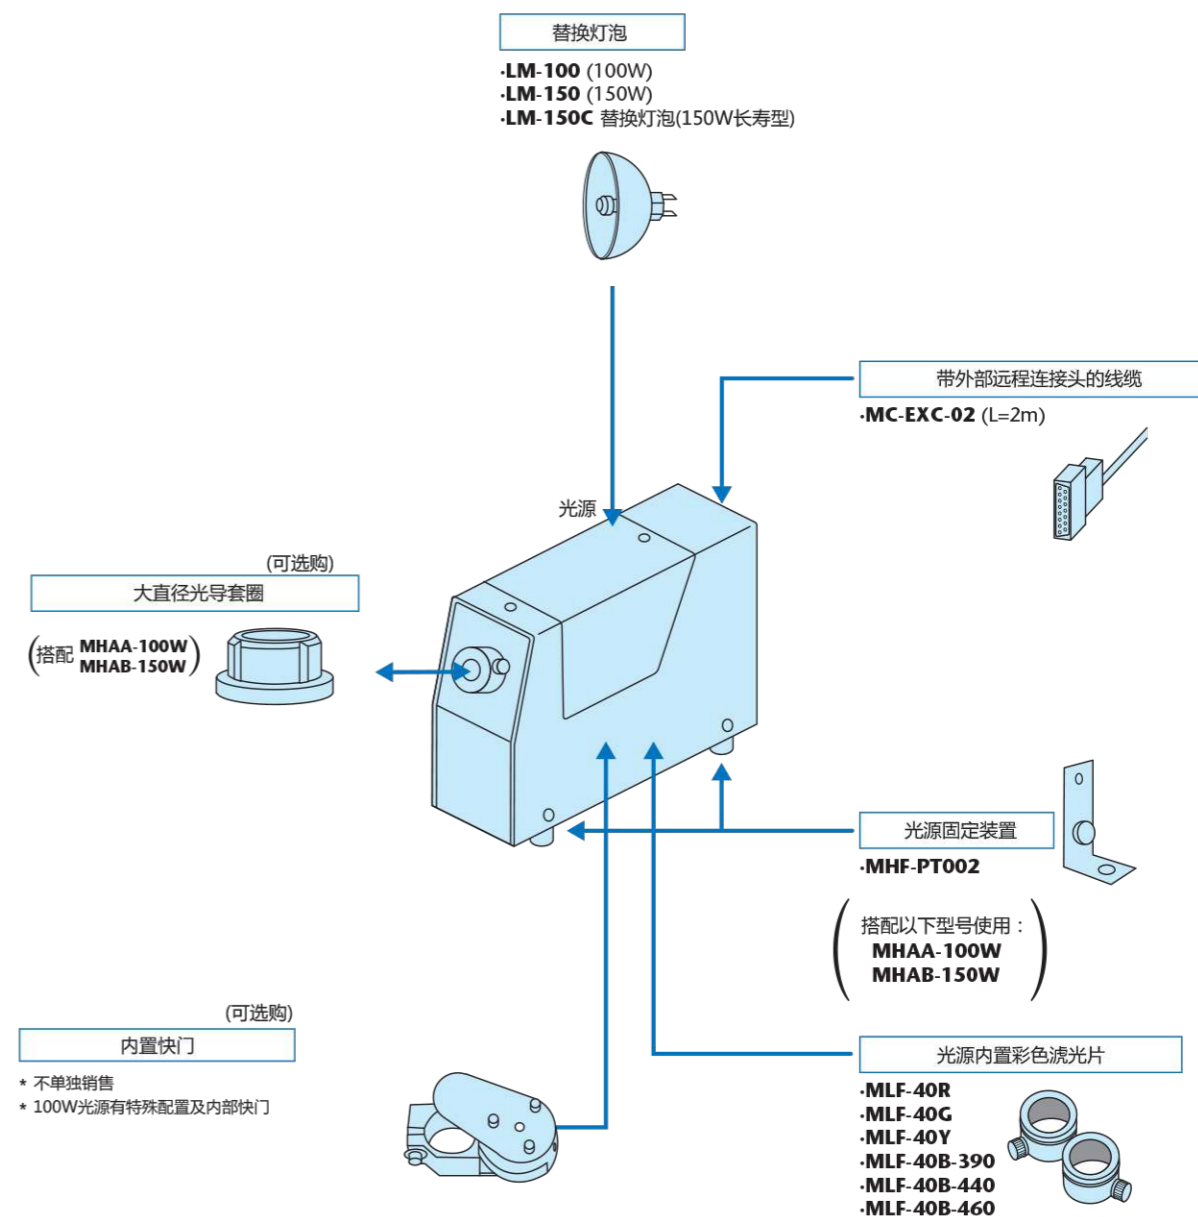 替换灯泡
·LM-100 (100W)
·LM-150 (150W)
·LM-150C 替换灯泡(150W长寿型)
带外部远程连接头的线缆
·MC-EXC-02 (L=2m)
光源
(可选购)
大直径光导套圈
(搭配 MHAA-100W
MHAB-150W)
光源固定装置
·MHF-PT002
(搭配以下型号使用：
MHAA-100W
MHAB-150W)
(可选购)
内置快门
* 不单独销售
* 100W光源有特殊配置及内部快门
光源内置彩色滤光片
·MLF-40R
·MLF-40G
·MLF-40Y
·MLF-40B-390
·MLF-40B-440
·MLF-40B-460